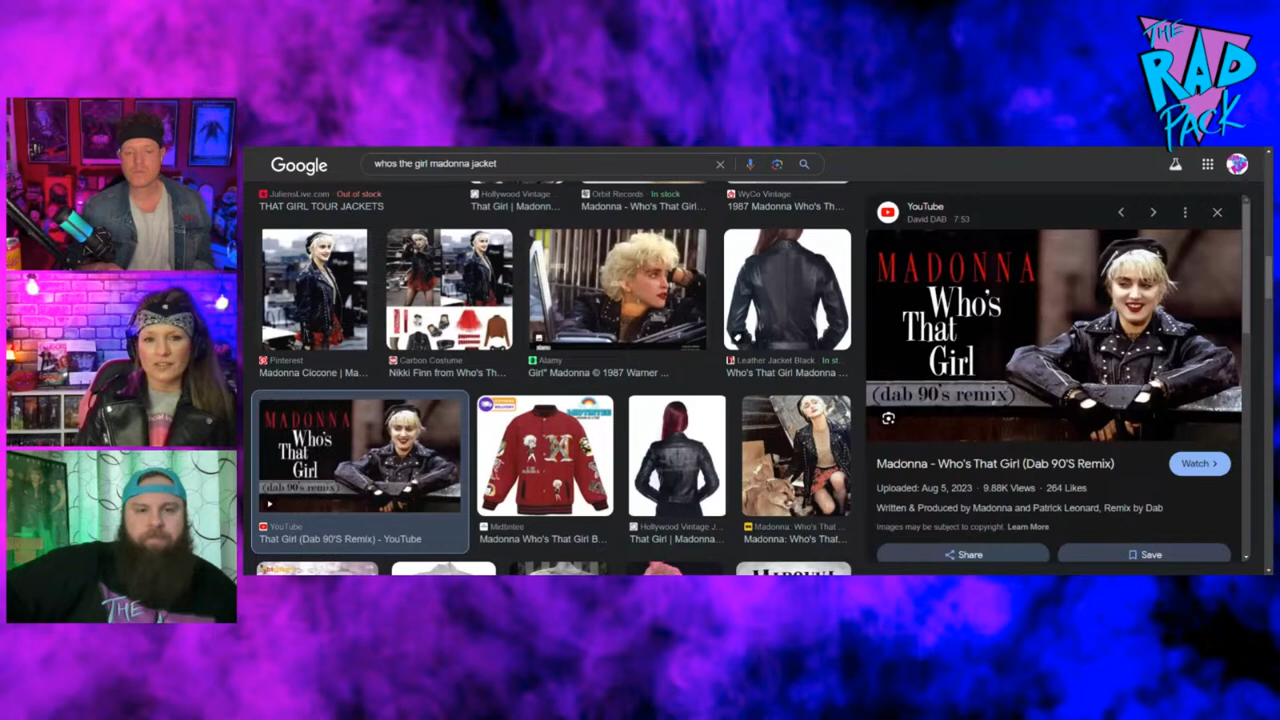 THE
RAD
PACK
Google
whos the girl madonna jacket
JuliensLive.com · Out of stock
THAT GIRL TOUR JACKETS
Hollywood Vintage ...
That Girl | Madonn...
Orbit Records · In stock
Madonna - Who's That Girl...
WyCo Vintage
1987 Madonna Who's Th...
YouTube
David DAB 7:53
MADONNA
Who's
That
Girl
(dab 90's remix)
Pinterest
Madonna Ciccone | Ma...
Carbon Costume
Nikki Finn from Who's Th...
Alamy
Girl" Madonna © 1987 Warner ...
Leather Jacket Black · In st...
Who's That Girl Madonna ...
MADONNA
Who's
That
Girl
(dab 90's remix)
YouTube
That Girl (Dab 90'S Remix) - YouTube
Midtintee
Madonna Who's That Girl B...
Hollywood Vintage J...
That Girl | Madonna...
Madonna: Who's That ...
Madonna: Who's That...
Madonna - Who's That Girl (Dab 90'S Remix)
Watch
Uploaded: Aug 5, 2023 · 9.88K Views · 264 Likes
Written & Produced by Madonna and Patrick Leonard, Remix by Dab
Images may be subject to copyright. Learn More
Share
Save
THE